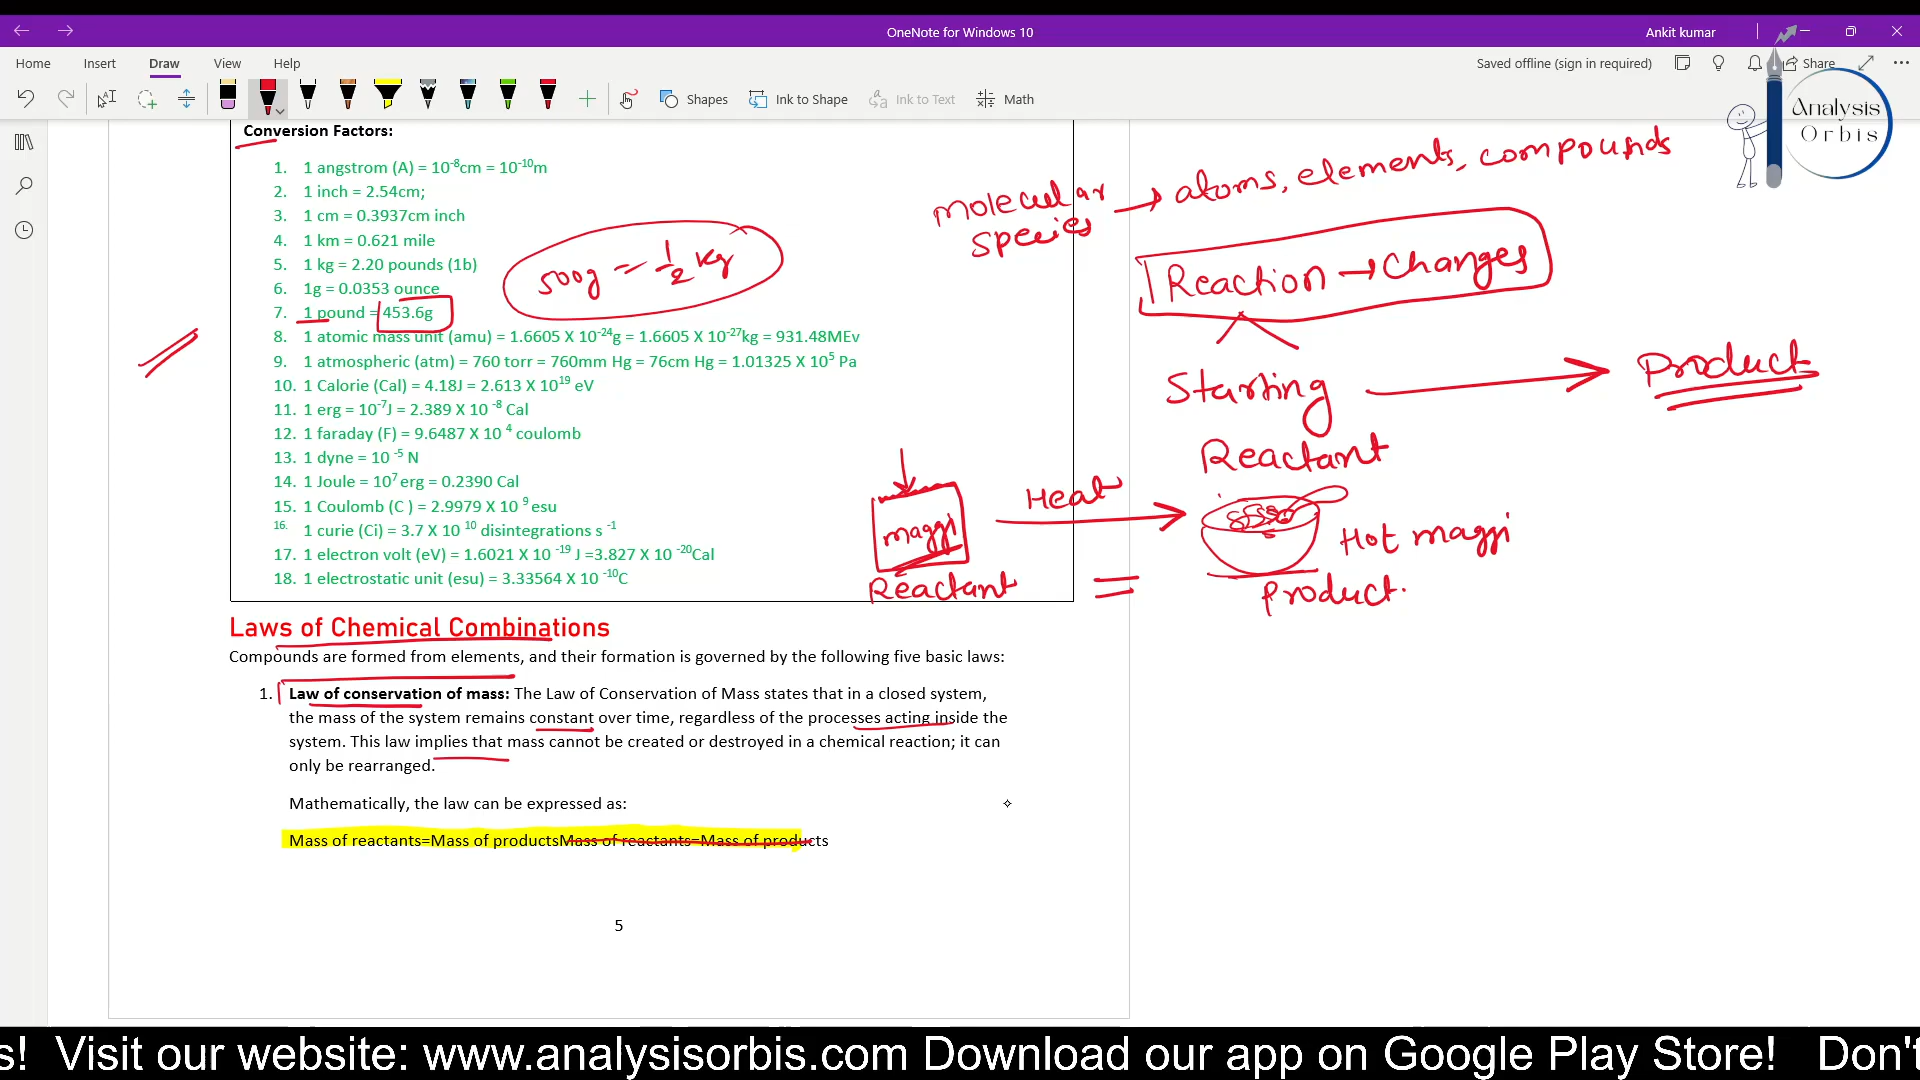 OneNote for Windows 10
Ankit kumar
Home Insert Draw View Help
Saved offline (sign in required)
Share
Shapes
Ink to Shape
Ink to Text
Math
Analysis
Orbis
Conversion Factors:
1. 1 angstrom (A) = 10-8cm = 10-10m
2. 1 inch = 2.54cm;
3. 1 cm = 0.3937cm inch
4. 1 km = 0.621 mile
5. 1 kg = 2.20 pounds (1b)
6. 1g = 0.0353 ounce
7. 1 pound = 453.6g
8. 1 atomic mass unit (amu) = 1.6605 X 10-24g = 1.6605 X 10-27kg = 931.48MEv
9. 1 atmospheric (atm) = 760 torr = 760mm Hg = 76cm Hg = 1.01325 X 105 Pa
10. 1 Calorie (Cal) = 4.18J = 2.613 X 1019 eV
11. 1 erg = 10-7J = 2.389 X 10 -8 Cal
12. 1 faraday (F) = 9.6487 X 10 4 coulomb
13. 1 dyne = 10 -5 N
14. 1 Joule = 107 erg = 0.2390 Cal
15. 1 Coulomb (C ) = 2.9979 X 10 9 esu
16. 1 curie (Ci) = 3.7 X 10 10 disintegrations s -1
17. 1 electron volt (eV) = 1.6021 X 10 -19 J =3.827 X 10 -20Cal
18. 1 electrostatic unit (esu) = 3.33564 X 10 -10C
500g = 1/2 kg
molecular species → atoms, elements, compounds
Reaction → Changes
Starting → Product
Reactant
maggi
Heat
Hot maggi
Reactant = Product.
Laws of Chemical Combinations
Compounds are formed from elements, and their formation is governed by the following five basic laws:
1. Law of conservation of mass: The Law of Conservation of Mass states that in a closed system,
the mass of the system remains constant over time, regardless of the processes acting inside the
system. This law implies that mass cannot be created or destroyed in a chemical reaction; it can
only be rearranged.
Mathematically, the law can be expressed as:
Mass of reactants=Mass of productsMass of reactants=Mass of products
5
s! Visit our website: www.analysisorbis.com Download our app on Google Play Store! Don't